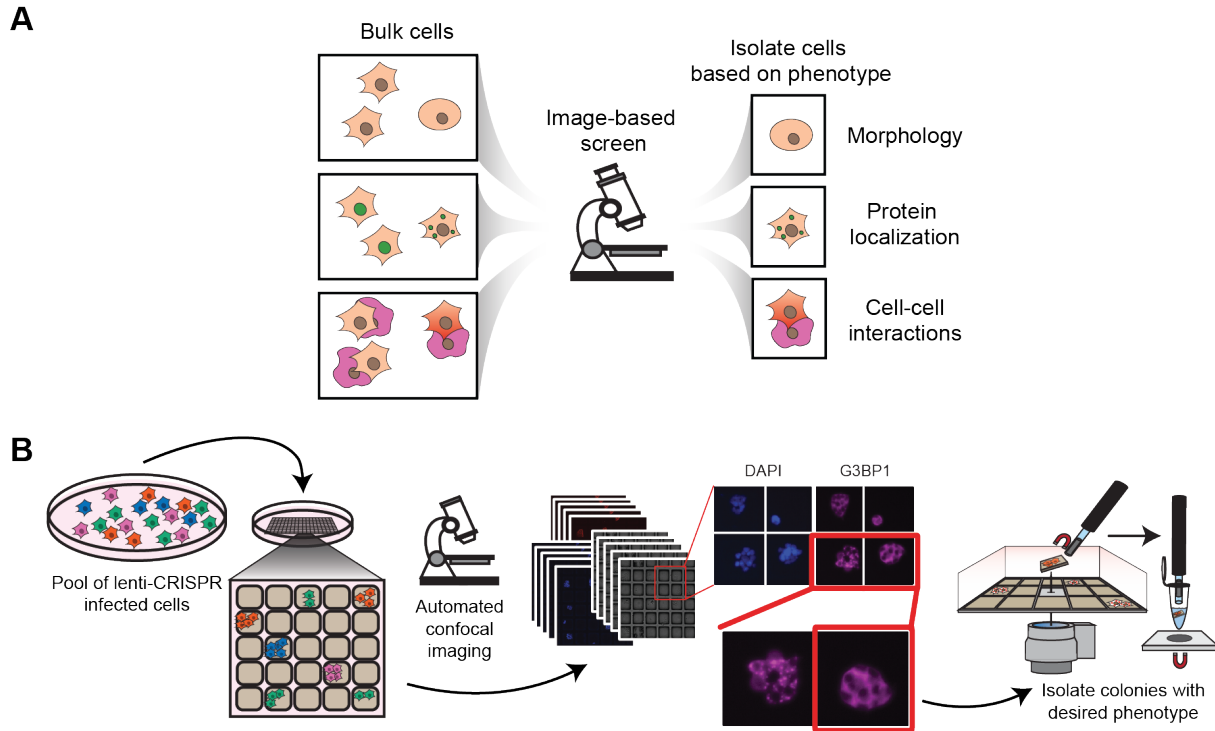 A
Bulk cells
Image-based
screen
Isolate cells
based on phenotype
Morphology
Protein
localization
Cell-cell
interactions
B
Pool of lenti-CRISPR
infected cells
Automated
confocal
imaging
DAPI
G3BP1
Isolate colonies with
desired phenotype